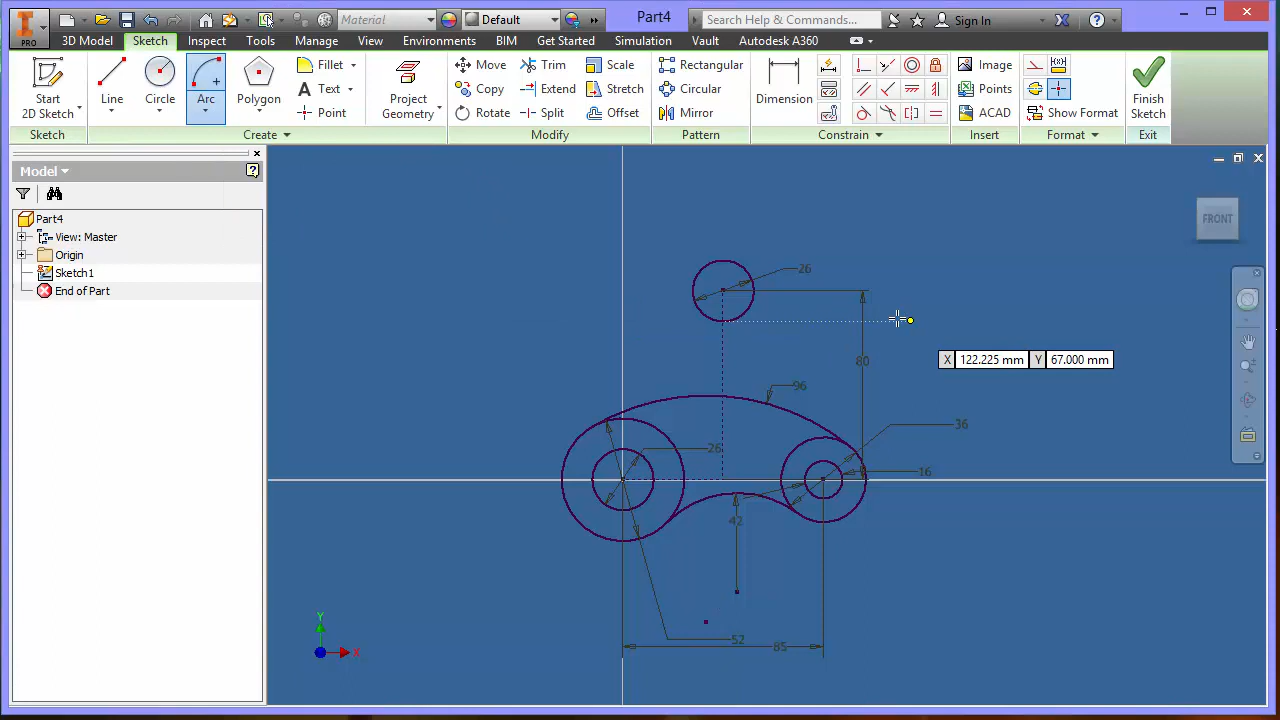 Material
Default
Part4
Search Help & Commands...
Sign In
PRO
3D Model
Sketch
Inspect
Tools
Manage
View
Environments
BIM
Get Started
Simulation
Vault
Autodesk A360
Start
2D Sketch
Line
Circle
Arc
Polygon
Fillet
Text
Point
Project
Geometry
Move
Copy
Rotate
Trim
Extend
Split
Scale
Stretch
Offset
Rectangular
Circular
Mirror
Dimension
Image
Points
ACAD
Show Format
Finish
Sketch
Sketch
Create
Modify
Pattern
Constrain
Insert
Format
Exit
Model
Part4
View: Master
Origin
Sketch1
End of Part
FRONT
26
80
X 122.225 mm Y 67.000 mm
96
36
26
16
42
52
85
Y
X